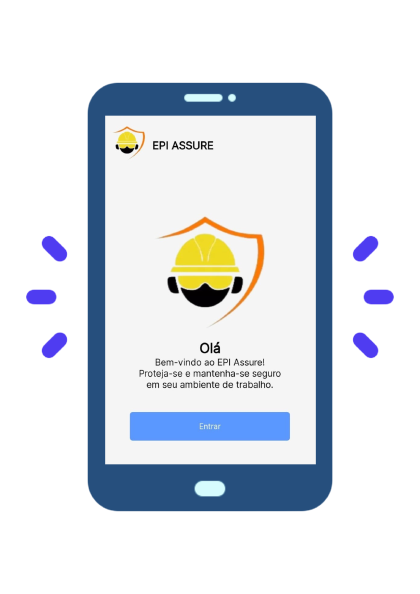 EPI ASSURE
Olá
Bem-vindo ao EPI Assure!
Proteja-se e mantenha-se seguro
em seu ambiente de trabalho.
Entrar